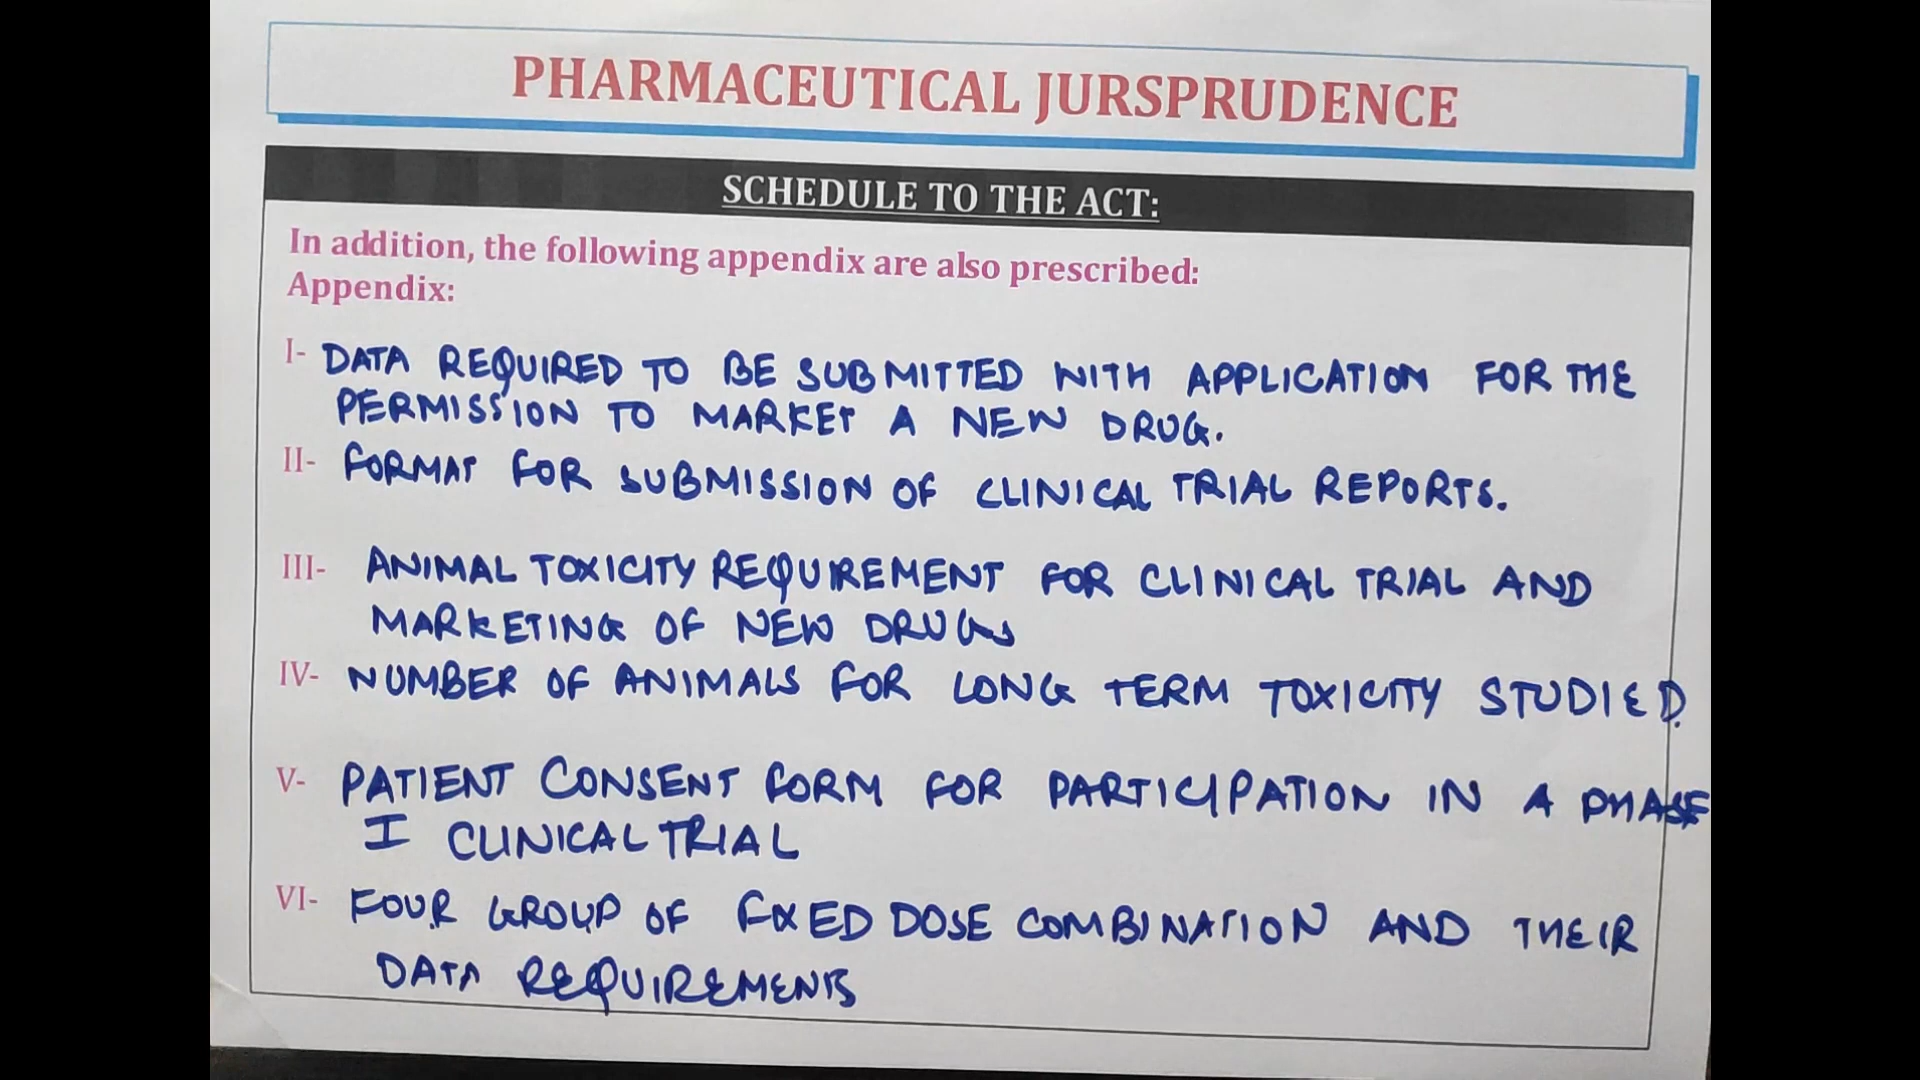 PHARMACEUTICAL JURSPRUDENCE
SCHEDULE TO THE ACT:
In addition, the following appendix are also prescribed:
Appendix:
I- DATA REQUIRED TO BE SUBMITTED WITH APPLICATION FOR THE
PERMISSION TO MARKET A NEW DRUG.
II- FORMAT FOR SUBMISSION OF CLINICAL TRIAL REPORTS.
III- ANIMAL TOXICITY REQUIREMENT FOR CLINICAL TRIAL AND
MARKETING OF NEW DRUGS
IV- NUMBER OF ANIMALS FOR LONG TERM TOXICITY STUDIED.
V- PATIENT CONSENT FORM FOR PARTICIPATION IN A PHASE
I CLINICAL TRIAL
VI- FOUR GROUP OF FIXED DOSE COMBINATION AND THEIR
DATA REQUIREMENTS